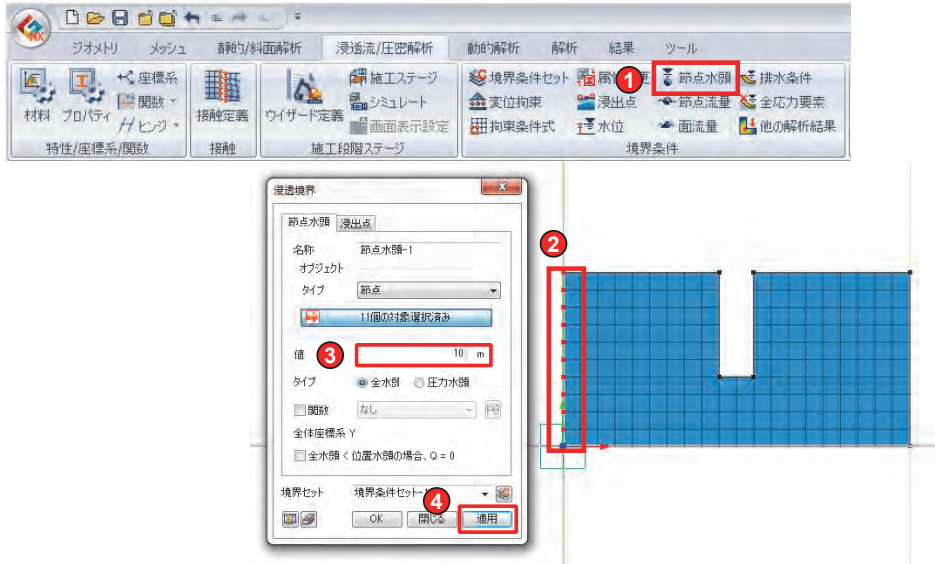 NX
ジオメトリ メッシュ 静的/斜面解析 浸透流/圧密解析 動的解析 解析 結果 ツール
材料 プロパティ 座標系 関数 ヒンジ
特性/座標系/関数
接触定義
接触
ウィザード定義 施工ステージ シミュレート 画面表示設定
施工段階ステージ
境界条件セット 1 更 節点水頭 排水条件
変位拘束 浸出点 節点流量 全応力要素
拘束条件式 水位 面流量 他の解析結果
境界条件
浸透境界
節点水頭 浸出点
名称 節点水頭-1
オブジェクト
タイプ 節点
11個の対象選択済み
値 3 10 m
タイプ 全水頭 圧力水頭
関数 なし
全体座標系 Y
全水頭 < 位置水頭の場合、Q = 0
境界セット 境界条件セット-
4
OK 閉じる 適用
2